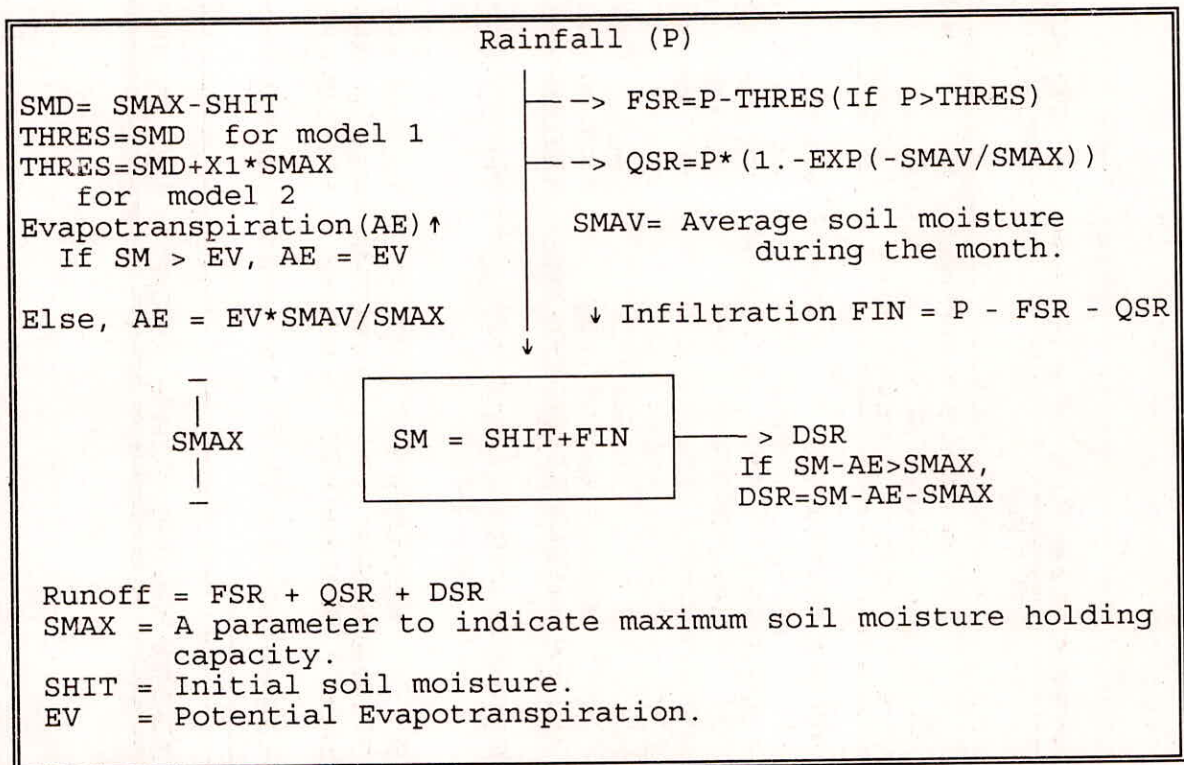 Rainfall (P)
SMD= SMAX-SHIT
THRES=SMD for model 1
THRES=SMD+X1*SMAX
for model 2
Evapotranspiration(AE)↑
If SM > EV, AE = EV
Else, AE = EV*SMAV/SMAX
——> FSR=P-THRES(If P>THRES)
——> QSR=P*(1.-EXP(-SMAV/SMAX))
SMAV= Average soil moisture
during the month.
↓ Infiltration FIN = P - FSR - QSR
SMAX
SM = SHIT+FIN
——> DSR
If SM-AE>SMAX,
DSR=SM-AE-SMAX
Runoff = FSR + QSR + DSR
SMAX = A parameter to indicate maximum soil moisture holding
capacity.
SHIT = Initial soil moisture.
EV = Potential Evapotranspiration.